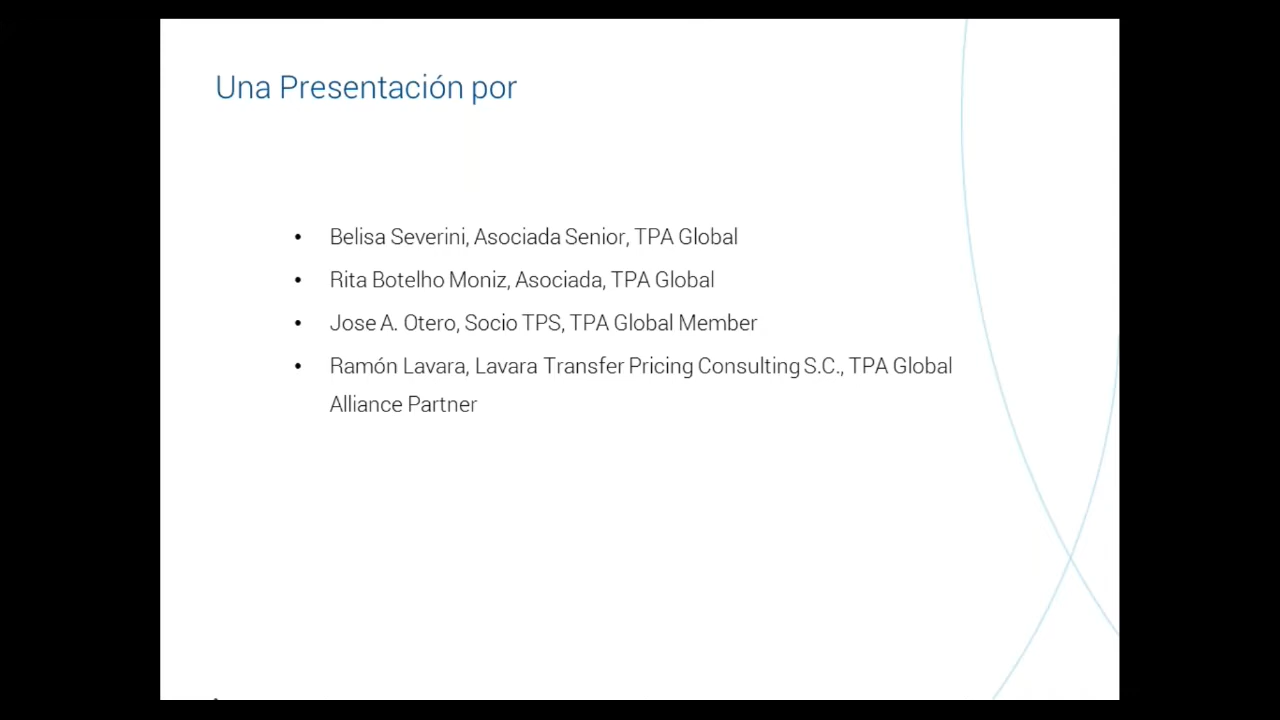 Una Presentación por
• Belisa Severini, Asociada Senior, TPA Global
• Rita Botelho Moniz, Asociada, TPA Global
• Jose A. Otero, Socio TPS, TPA Global Member
• Ramón Lavara, Lavara Transfer Pricing Consulting S.C., TPA Global
Alliance Partner